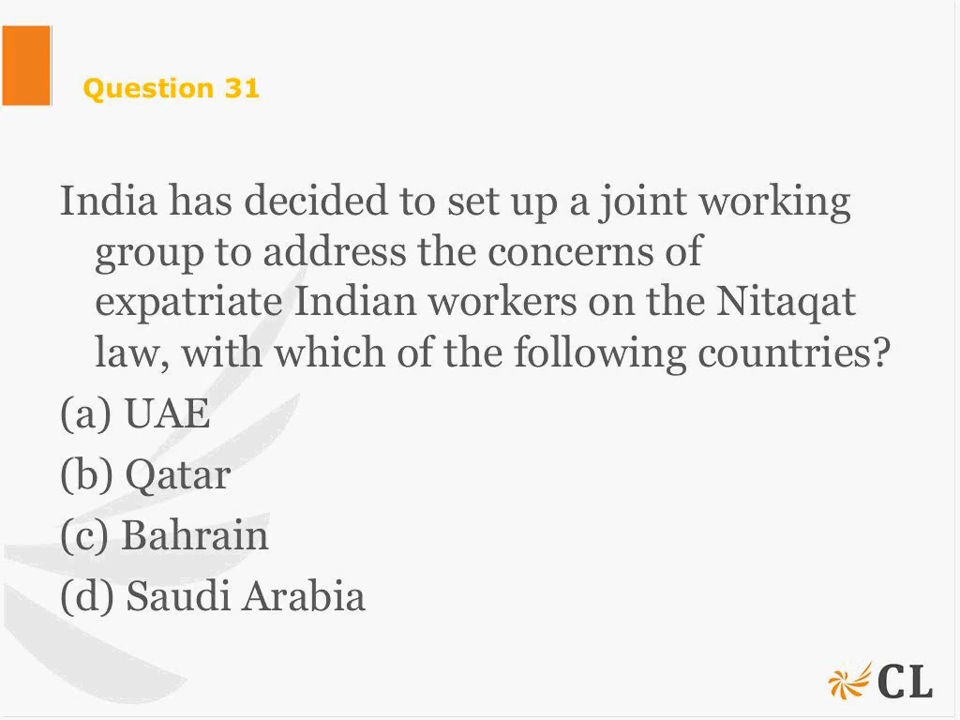 Question 31
India has decided to set up a joint working
group to address the concerns of
expatriate Indian workers on the Nitaqat
law, with which of the following countries?
(a) UAE
(b) Qatar
(c) Bahrain
(d) Saudi Arabia
CL